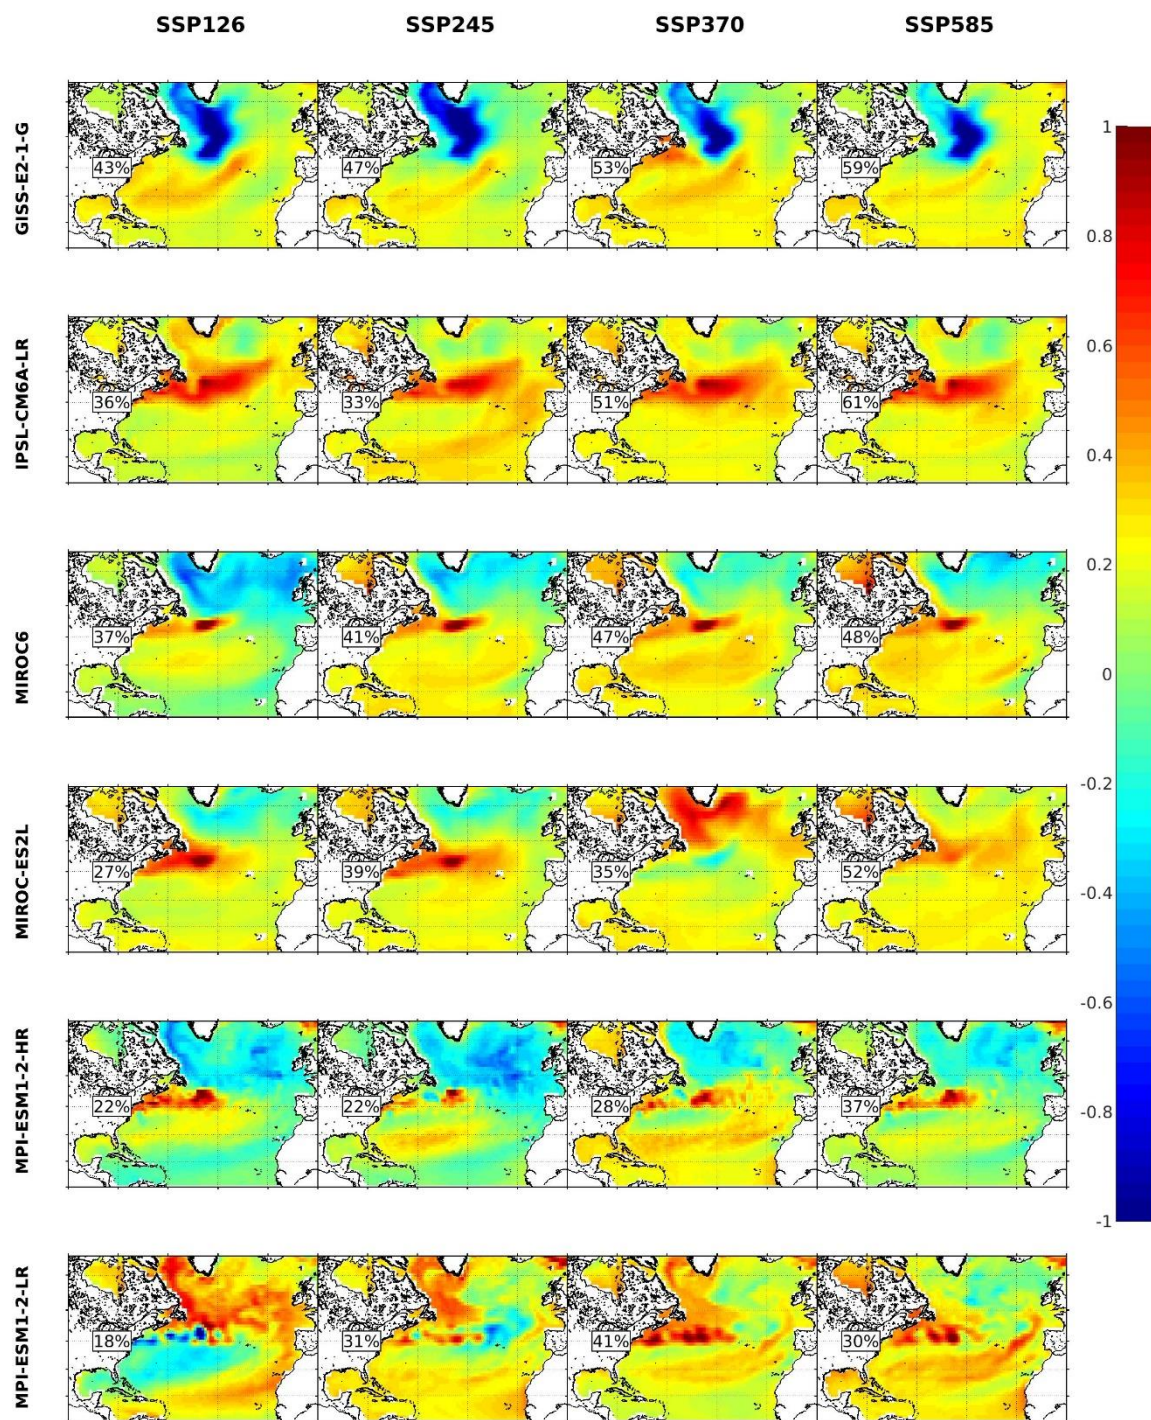 SSP126 SSP245 SSP370 SSP585
GISS-E2-1-G
43% 47% 53% 59%
IPSL-CM6A-LR
36% 33% 51% 61%
MIROC6
37% 41% 47% 48%
MIROC-ES2L
27% 39% 35% 52%
MPI-ESM1-2-HR
22% 22% 28% 37%
MPI-ESM1-2-LR
18% 31% 41% 30%
1
0.8
0.6
0.4
0.2
0
-0.2
-0.4
-0.6
-0.8
-1